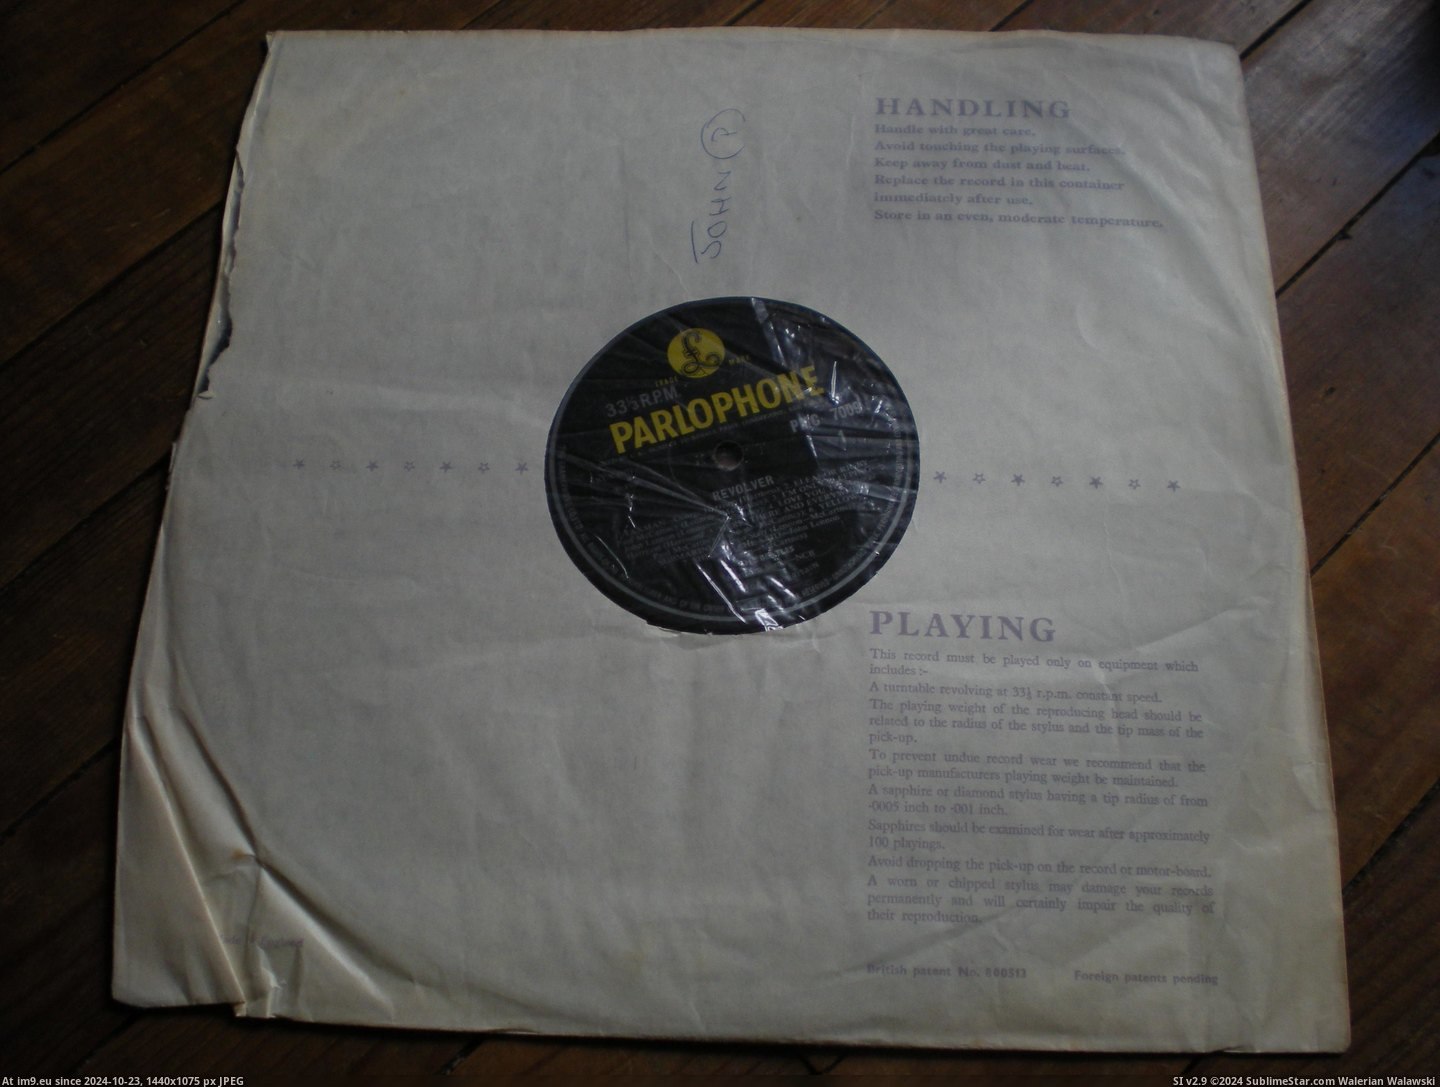 HANDLING
Handle with great care.
Avoid touching the playing surfaces.
Keep away from dust and heat.
Replace the record in this container
immediately after use.
Store in an even, moderate temperature.
JOHN P
£
TRADE MARK
33⅓ R.P.M.
PARLOPHONE
PMC 7009
1
REVOLVER
PLAYING
This record must be played only on equipment which
includes :-
A turntable revolving at 33⅓ r.p.m. constant speed.
The playing weight of the reproducing head should be
related to the radius of the stylus and the tip mass of the
pick-up.
To prevent undue record wear we recommend that the
pick-up manufacturers playing weight be maintained.
A sapphire or diamond stylus having a tip radius of from
·0005 inch to ·001 inch.
Sapphires should be examined for wear after approximately
100 playings.
Avoid dropping the pick-up on the record or motor-board.
A worn or chipped stylus may damage your records
permanently and will certainly impair the quality of
their reproduction.
British patent No. 800513 Foreign patents pending
At im9.eu since 2024-10-23, 1440x1075 px JPEG
SI v2.9 ©2024 SublimeStar.com Walerian Walawski